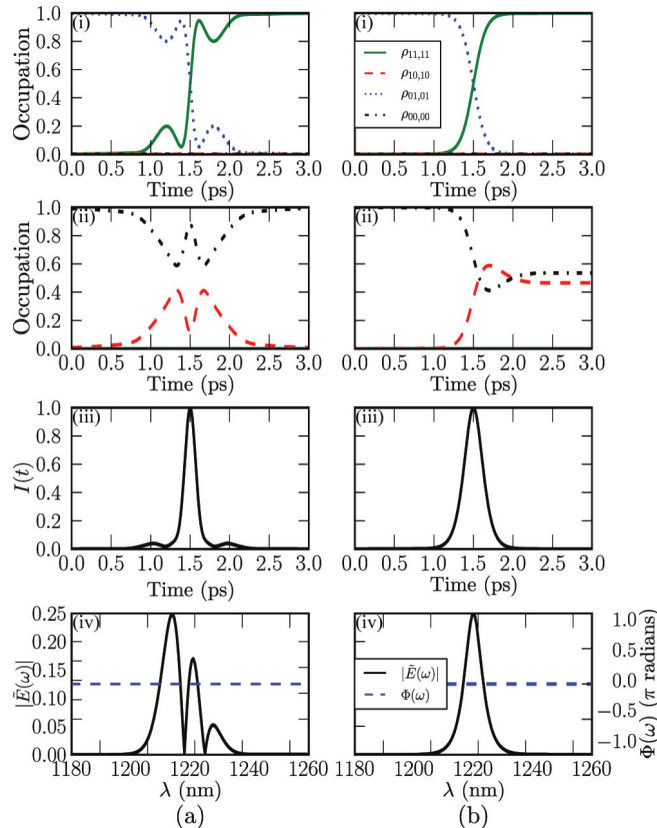 (i)
Occupation
1.0
0.8
0.6
0.4
0.2
0.0
0.0 0.5 1.0 1.5 2.0 2.5 3.0
Time (ps)
(i)
ρ11,11
ρ10,10
ρ01,01
ρ00,00
0.0 0.5 1.0 1.5 2.0 2.5 3.0
Time (ps)
(ii)
Occupation
1.0
0.8
0.6
0.4
0.2
0.0
0.0 0.5 1.0 1.5 2.0 2.5 3.0
Time (ps)
(ii)
0.0 0.5 1.0 1.5 2.0 2.5 3.0
Time (ps)
(iii)
I(t)
1.0
0.8
0.6
0.4
0.2
0.0
0.0 0.5 1.0 1.5 2.0 2.5 3.0
Time (ps)
(iii)
0.0 0.5 1.0 1.5 2.0 2.5 3.0
Time (ps)
(iv)
|Ẽ(ω)|
0.25
0.20
0.15
0.10
0.05
0.00
1180 1200 1220 1240 1260
λ (nm)
(a)
(iv)
|Ẽ(ω)|
Φ(ω)
1.0
0.5
0.0
−0.5
−1.0
Φ(ω) (π radians)
1180 1200 1220 1240 1260
λ (nm)
(b)